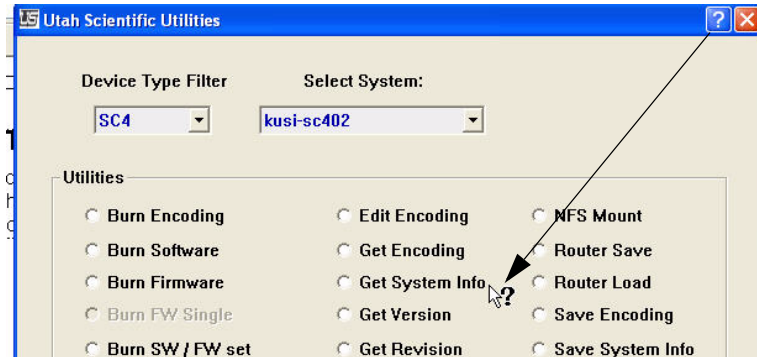 US Utah Scientific Utilities ?
Device Type Filter Select System:
SC4 kusi-sc402
Utilities
Burn Encoding Edit Encoding NFS Mount
Burn Software Get Encoding Router Save
Burn Firmware Get System Info Router Load
?
Burn FW Single Get Version Save Encoding
Burn SW / FW set Get Revision Save System Info